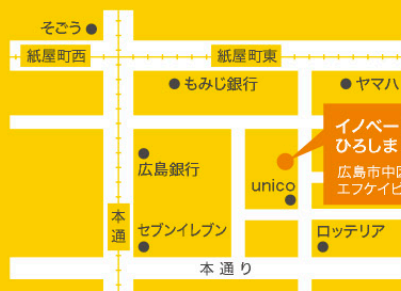 そごう
紙屋町西
紙屋町東
もみじ銀行
ヤマハ
イノベー
ひろしま
広島市中区
エフケイビ
広島銀行
unico
本通
セブンイレブン
ロッテリア
本通り